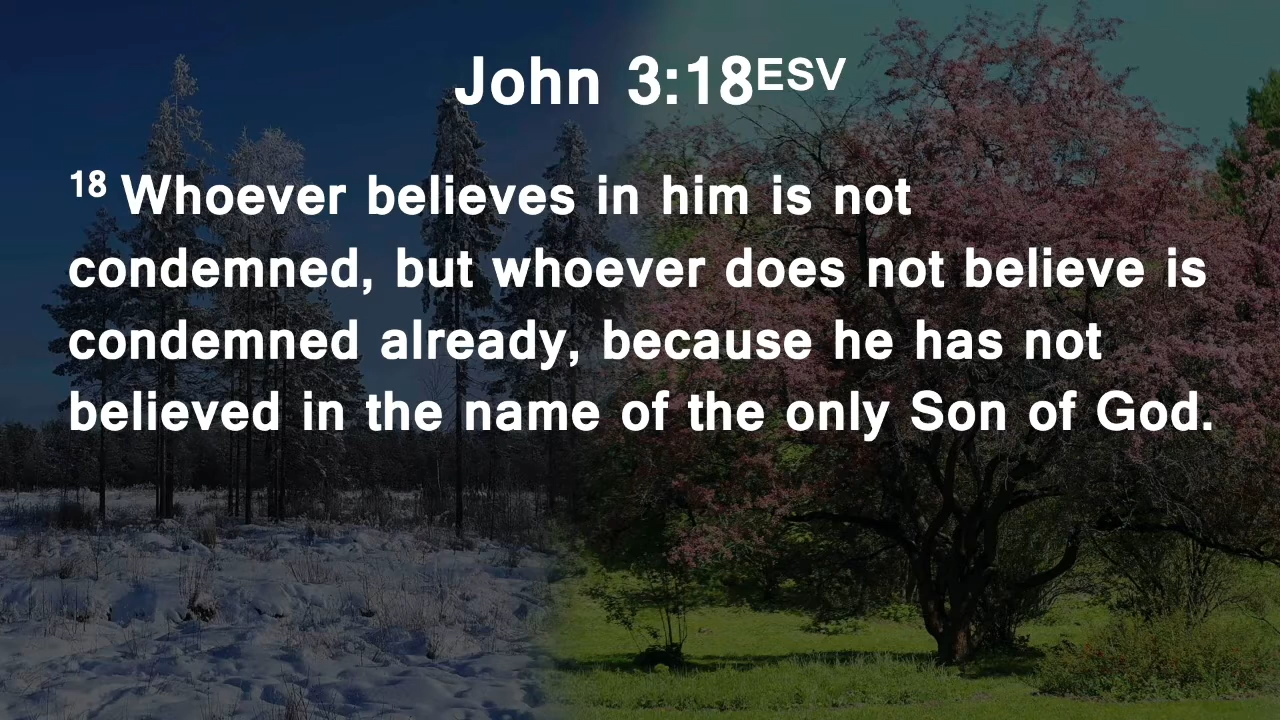 John 3:18ESV
18 Whoever believes in him is not
condemned, but whoever does not believe is
condemned already, because he has not
believed in the name of the only Son of God.